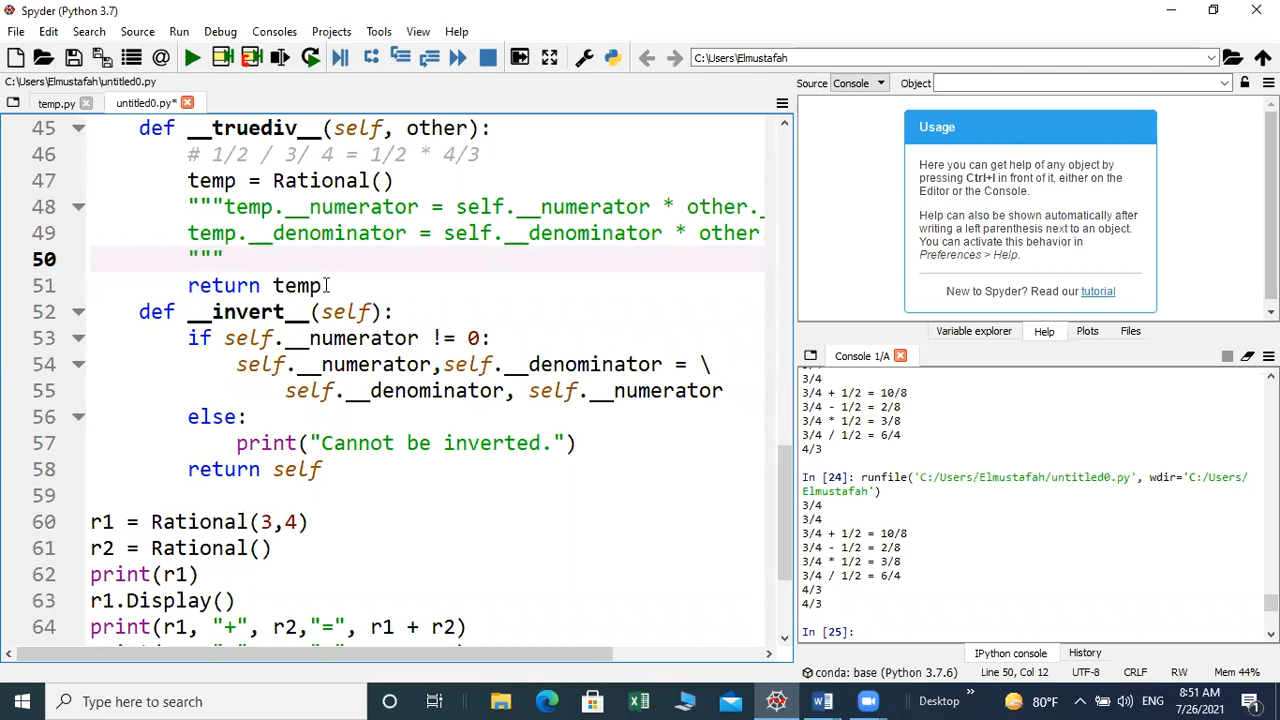 Spyder (Python 3.7)
File Edit Search Source Run Debug Consoles Projects Tools View Help
C:\Users\Elmustafah
C:\Users\Elmustafah\untitled0.py
temp.py untitled0.py*
45 def __truediv__(self, other):
46 # 1/2 / 3/ 4 = 1/2 * 4/3
47 temp = Rational()
48 """temp.__numerator = self.__numerator * other._
49 temp.__denominator = self.__denominator * other.
50 """
51 return temp
52 def __invert__(self):
53 if self.__numerator != 0:
54 self.__numerator,self.__denominator = \
55 self.__denominator, self.__numerator
56 else:
57 print("Cannot be inverted.")
58 return self
59
60 r1 = Rational(3,4)
61 r2 = Rational()
62 print(r1)
63 r1.Display()
64 print(r1, "+", r2,"=", r1 + r2)
Source Console Object
Usage
Here you can get help of any object by
pressing Ctrl+I in front of it, either on the
Editor or the Console.
Help can also be shown automatically after
writing a left parenthesis next to an object.
You can activate this behavior in
Preferences > Help.
New to Spyder? Read our tutorial
Variable explorer Help Plots Files
Console 1/A
3/4
3/4 + 1/2 = 10/8
3/4 - 1/2 = 2/8
3/4 * 1/2 = 3/8
3/4 / 1/2 = 6/4
4/3
In [24]: runfile('C:/Users/Elmustafah/untitled0.py', wdir='C:/Users/
Elmustafah')
3/4
3/4
3/4 + 1/2 = 10/8
3/4 - 1/2 = 2/8
3/4 * 1/2 = 3/8
3/4 / 1/2 = 6/4
4/3
4/3
In [25]:
IPython console History
conda: base (Python 3.7.6) Line 50, Col 12 UTF-8 CRLF RW Mem 44%
Type here to search
Desktop
80°F
ENG
8:51 AM
7/26/2021
1